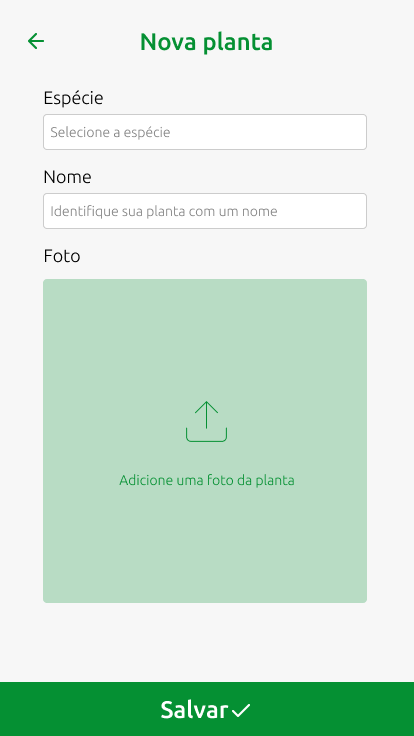 Nova planta
Espécie
Selecione a espécie
Nome
Identifique sua planta com um nome
Foto
Adicione uma foto da planta
Salvar